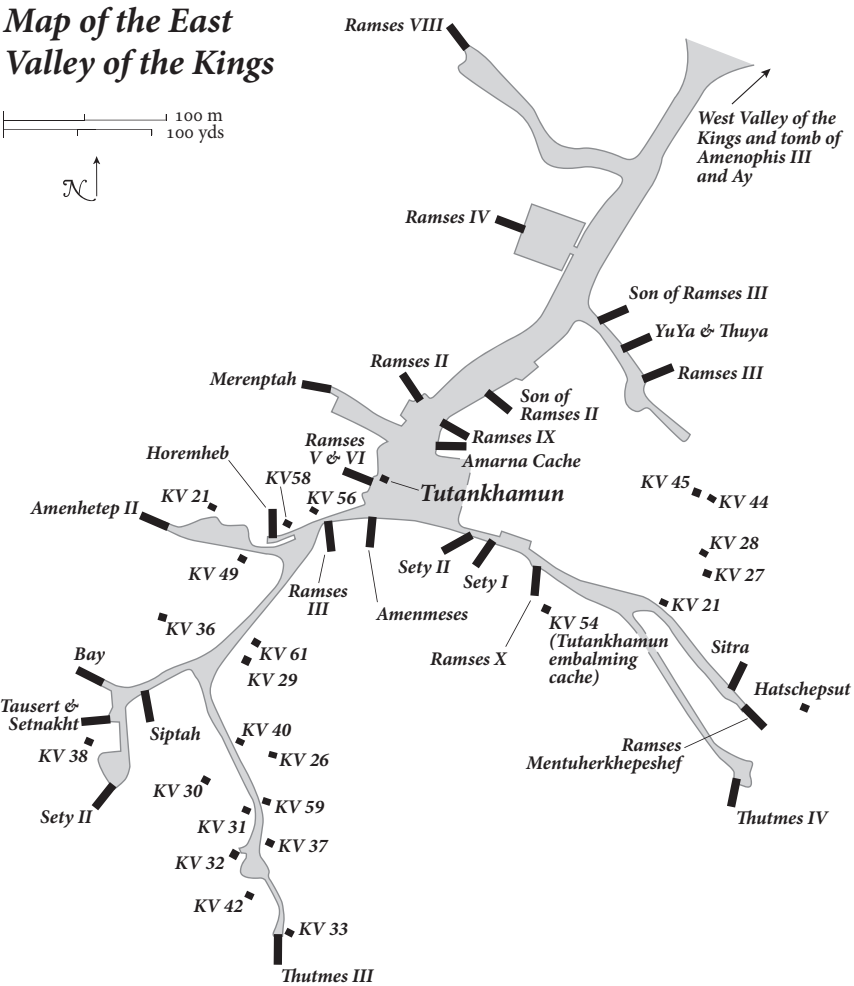 Map of the East
Valley of the Kings
100 m
100 yds
N
Ramses VIII
West Valley of the
Kings and tomb of
Amenophis III
and Ay
Ramses IV
Son of Ramses III
YuYa & Thuya
Ramses III
Ramses II
Merenptah
Son of
Ramses II
Ramses IX
Amarna Cache
Ramses
V & VI
Horemheb
KV58
KV 56
Tutankhamun
KV 21
Amenhetep II
KV 45
KV 44
KV 28
KV 27
KV 21
KV 49
Sety II
Sety I
Ramses
III
Amenmeses
KV 36
KV 54
(Tutankhamun
embalming
cache)
Ramses X
Sitra
Hatschepsut
KV 61
KV 29
Bay
Tausert &
Setnakht
Siptah
KV 38
KV 40
KV 26
Ramses
Mentuherkhepeshef
KV 30
Sety II
KV 59
KV 31
Thutmes IV
KV 37
KV 32
KV 42
KV 33
Thutmes III